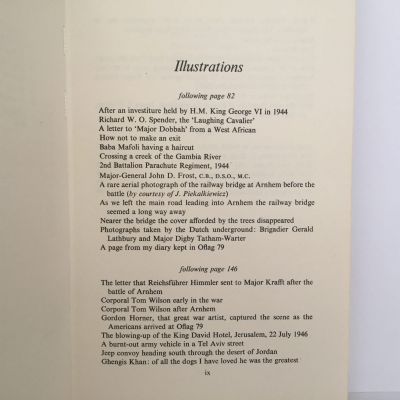 Illustrations
following page 82
After an investiture held by H.M. King George VI in 1944
Richard W. O. Spender, the 'Laughing Cavalier'
A letter to 'Major Dobbah' from a West African
How not to make an exit
Baba Mafoli having a haircut
Crossing a creek of the Gambia River
2nd Battalion Parachute Regiment, 1944
Major-General John D. Frost, C.B., D.S.O., M.C.
A rare aerial photograph of the railway bridge at Arnhem before the
battle (by courtesy of J. Piekalkiewicz)
As we left the main road leading into Arnhem the railway bridge
seemed a long way away
Nearer the bridge the cover afforded by the trees disappeared
Photographs taken by the Dutch underground: Brigadier Gerald
Lathbury and Major Digby Tatham-Warter
A page from my diary kept in Oflag 79
following page 146
The letter that Reichsführer Himmler sent to Major Krafft after the
battle of Arnhem
Corporal Tom Wilson early in the war
Corporal Tom Wilson after Arnhem
Gordon Horner, that great war artist, captured the scene as the
Americans arrived at Oflag 79
The blowing-up of the King David Hotel, Jerusalem, 22 July 1946
A burnt-out army vehicle in a Tel Aviv street
Jeep convoy heading south through the desert of Jordan
Ghengis Khan: of all the dogs I have loved he was the greatest
ix